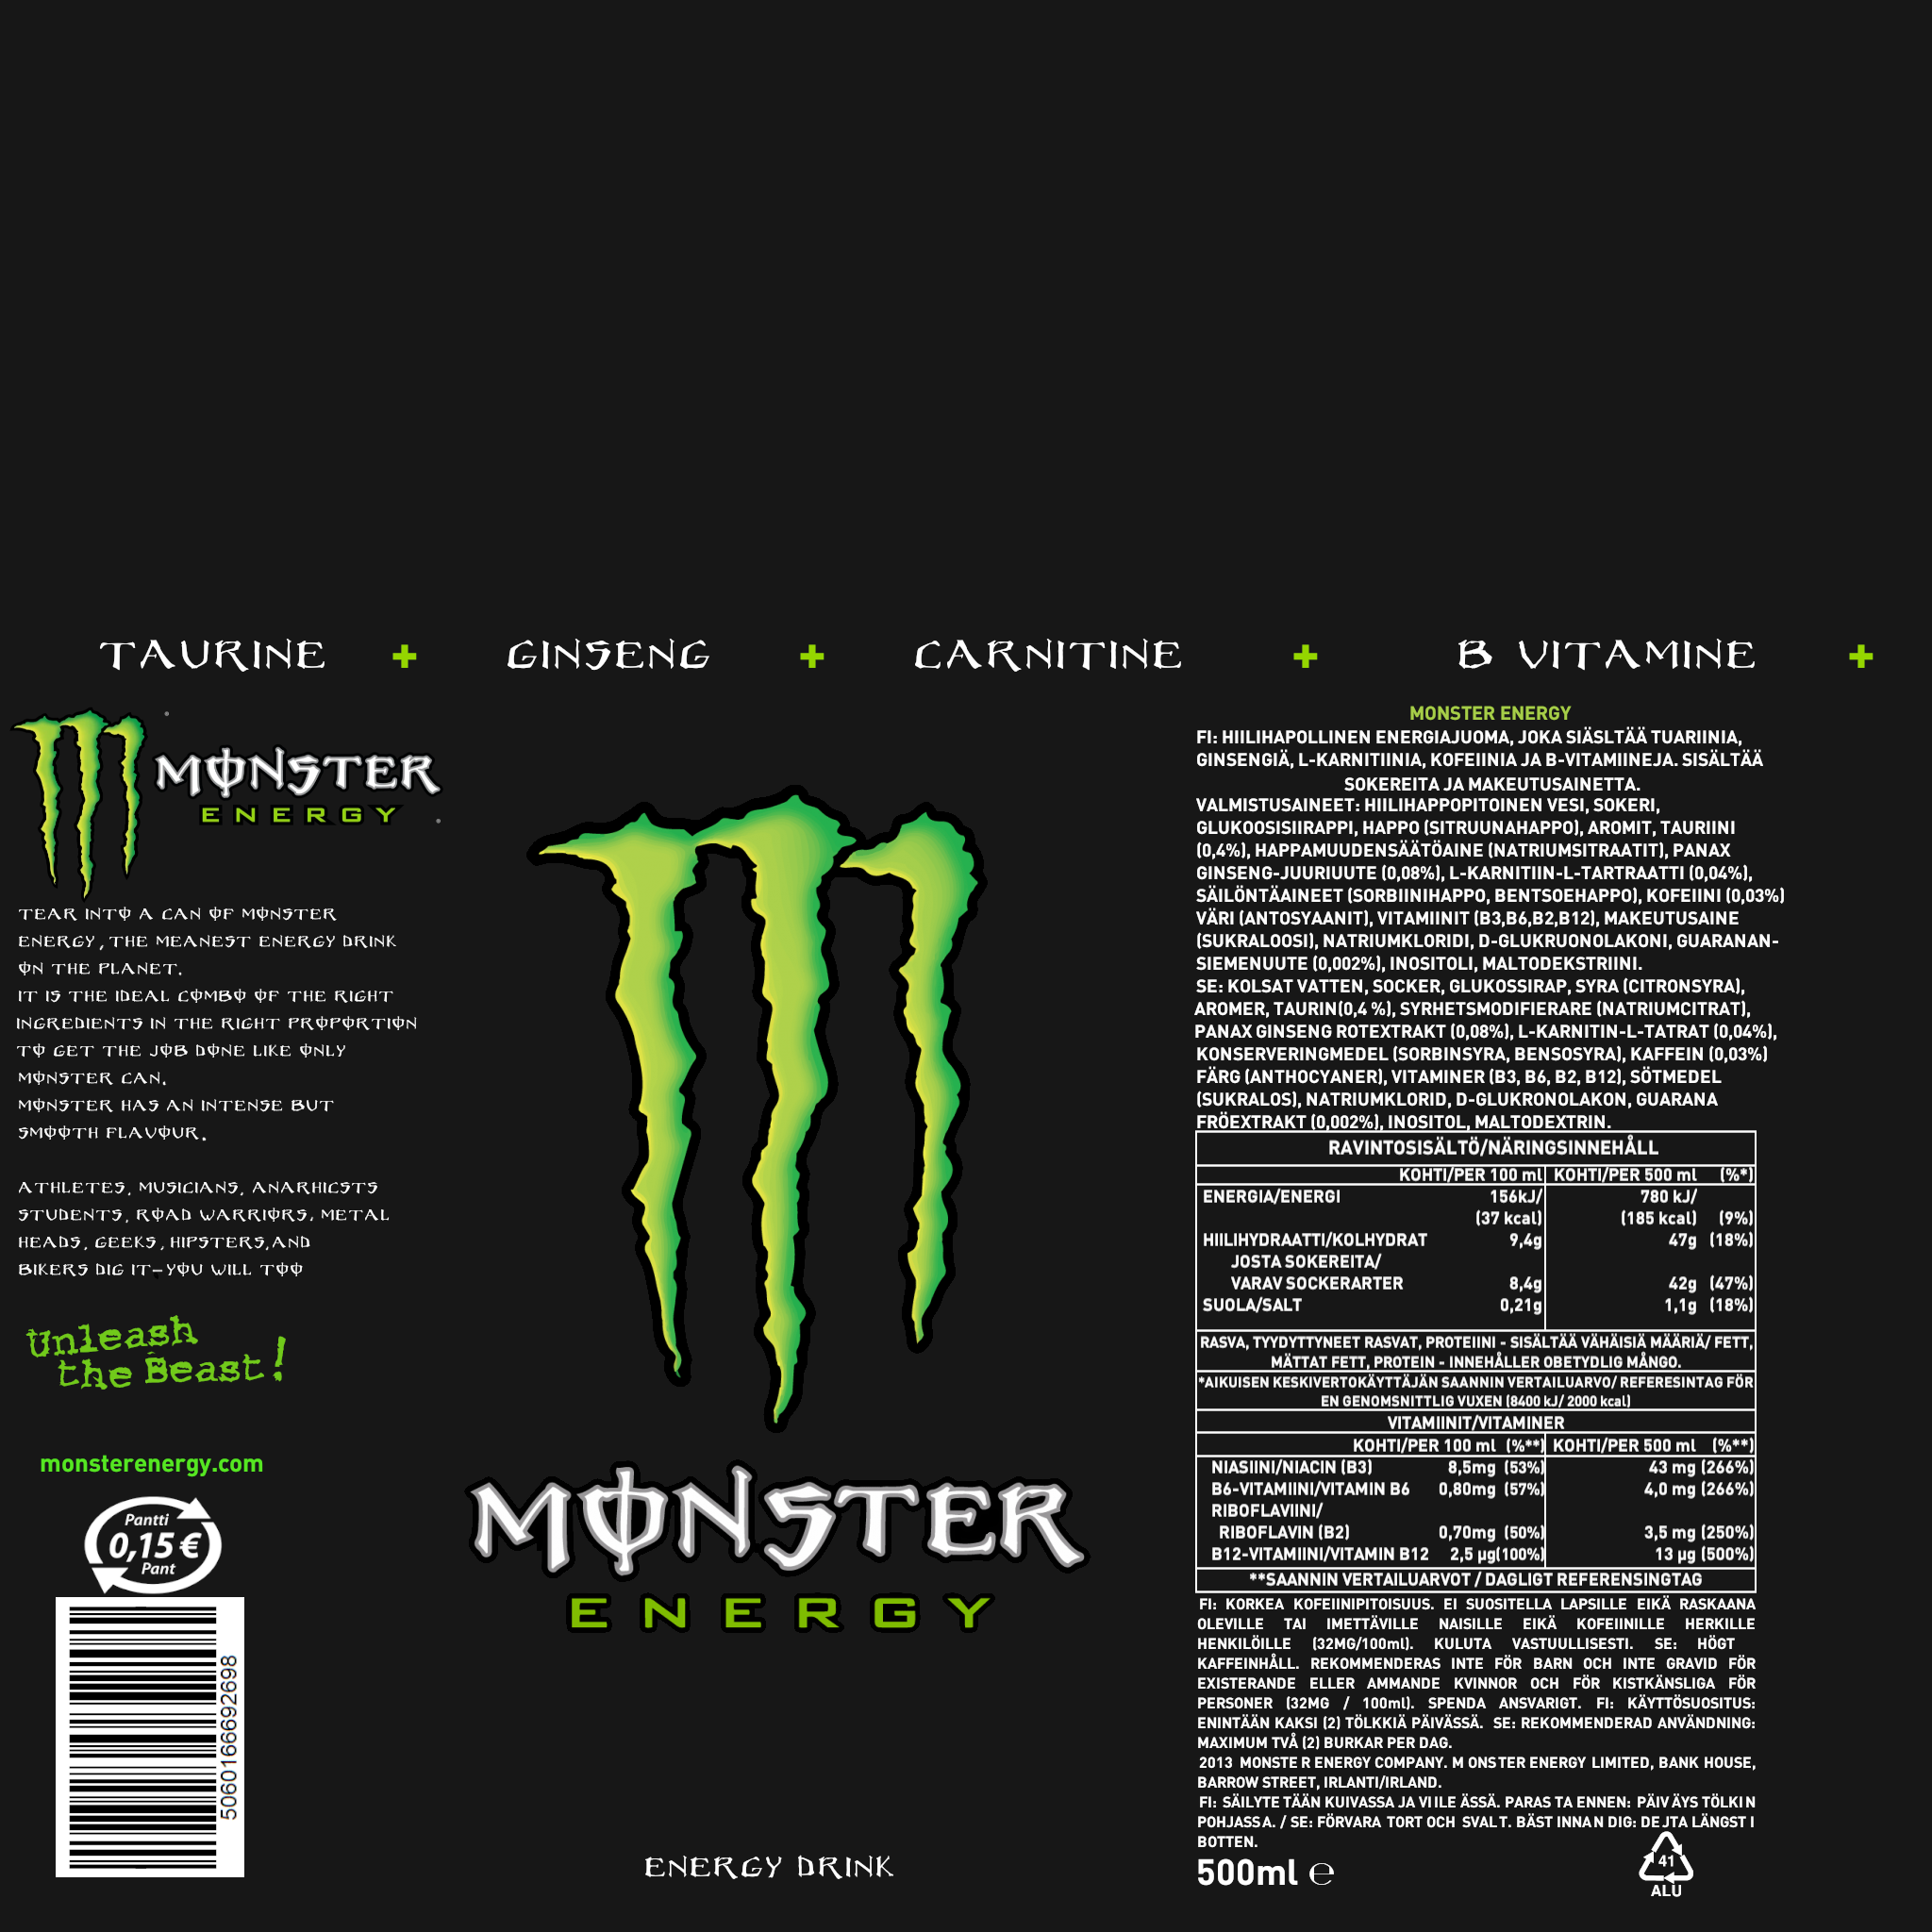 TAURINE + GINSENG + CARNITINE + B VITAMINE +
MONSTER
ENERGY
TEAR INTO A CAN OF MONSTER
ENERGY, THE MEANEST ENERGY DRINK
ON THE PLANET.
IT IS THE IDEAL COMBO OF THE RIGHT
INGREDIENTS IN THE RIGHT PROPORTION
TO GET THE JOB DONE LIKE ONLY
MONSTER CAN.
MONSTER HAS AN INTENSE BUT
SMOOTH FLAVOUR.
ATHLETES, MUSICIANS, ANARHICSTS
STUDENTS, ROAD WARRIORS, METAL
HEADS, GEEKS, HIPSTERS,AND
BIKERS DIG IT-YOU WILL TOO
Unleash
the Beast!
monsterenergy.com
Pantti
0,15 €
Pant
5060166692698
MONSTER
ENERGY
ENERGY DRINK
MONSTER ENERGY
FI: HIILIHAPOLLINEN ENERGIAJUOMA, JOKA SIÄSLTÄÄ TUARIINIA,
GINSENGIÄ, L-KARNITIINIA, KOFEIINIA JA B-VITAMIINEJA. SISÄLTÄÄ
SOKEREITA JA MAKEUTUSAINETTA.
VALMISTUSAINEET: HIILIHAPPOPITOINEN VESI, SOKERI,
GLUKOOSISIIRAPPI, HAPPO (SITRUUNAHAPPO), AROMIT, TAURIINI
(0,4%), HAPPAMUUDENSÄÄTÖAINE (NATRIUMSITRAATIT), PANAX
GINSENG-JUURIUUTE (0,08%), L-KARNITIIN-L-TARTRAATTI (0,04%),
SÄILÖNTÄAINEET (SORBIINIHAPPO, BENTSOEHAPPO), KOFEIINI (0,03%)
VÄRI (ANTOSYAANIT), VITAMIINIT (B3,B6,B2,B12), MAKEUTUSAINE
(SUKRALOOSI), NATRIUMKLORIDI, D-GLUKRUONOLAKONI, GUARANAN-
SIEMENUUTE (0,002%), INOSITOLI, MALTODEKSTRIINI.
SE: KOLSAT VATTEN, SOCKER, GLUKOSSIRAP, SYRA (CITRONSYRA),
AROMER, TAURIN(0,4 %), SYRHETSMODIFIERARE (NATRIUMCITRAT),
PANAX GINSENG ROTEXTRAKT (0,08%), L-KARNITIN-L-TATRAT (0,04%),
KONSERVERINGMEDEL (SORBINSYRA, BENSOSYRA), KAFFEIN (0,03%)
FÄRG (ANTHOCYANER), VITAMINER (B3, B6, B2, B12), SÖTMEDEL
(SUKRALOS), NATRIUMKLORID, D-GLUKRONOLAKON, GUARANA
FRÖEXTRAKT (0,002%), INOSITOL, MALTODEXTRIN.
RAVINTOSISÄLTÖ/NÄRINGSINNEHÅLL
KOHTI/PER 100 ml KOHTI/PER 500 ml (%*)
ENERGIA/ENERGI 156kJ/ 780 kJ/
(37 kcal) (185 kcal) (9%)
HIILIHYDRAATTI/KOLHYDRAT 9,4g 47g (18%)
JOSTA SOKEREITA/
VARAV SOCKERARTER 8,4g 42g (47%)
SUOLA/SALT 0,21g 1,1g (18%)
RASVA, TYYDYTTYNEET RASVAT, PROTEIINI - SISÄLTÄÄ VÄHÄISIÄ MÄÄRIÄ/ FETT,
MÄTTAT FETT, PROTEIN - INNEHÅLLER OBETYDLIG MÅNGO.
*AIKUISEN KESKIVERTOKÄYTTÄJÄN SAANNIN VERTAILUARVO/ REFERESINTAG FÖR
EN GENOMSNITTLIG VUXEN (8400 kJ/ 2000 kcal)
VITAMIINIT/VITAMINER
KOHTI/PER 100 ml (%**) KOHTI/PER 500 ml (%**)
NIASIINI/NIACIN (B3) 8,5mg (53%) 43 mg (266%)
B6-VITAMIINI/VITAMIN B6 0,80mg (57%) 4,0 mg (266%)
RIBOFLAVIINI/
RIBOFLAVIN (B2) 0,70mg (50%) 3,5 mg (250%)
B12-VITAMIINI/VITAMIN B12 2,5 µg(100%) 13 µg (500%)
**SAANNIN VERTAILUARVOT / DAGLIGT REFERENSINGTAG
FI: KORKEA KOFEIINIPITOISUUS. EI SUOSITELLA LAPSILLE EIKÄ RASKAANA
OLEVILLE TAI IMETTÄVILLE NAISILLE EIKÄ KOFEIINILLE HERKILLE
HENKILÖILLE (32MG/100ml). KULUTA VASTUULLISESTI. SE: HÖGT
KAFFEINHÅLL. REKOMMENDERAS INTE FÖR BARN OCH INTE GRAVID FÖR
EXISTERANDE ELLER AMMANDE KVINNOR OCH FÖR KISTKÄNSLIGA FÖR
PERSONER (32MG / 100ml). SPENDA ANSVARIGT. FI: KÄYTTÖSUOSITUS:
ENINTÄÄN KAKSI (2) TÖLKKIÄ PÄIVÄSSÄ. SE: REKOMMENDERAD ANVÄNDNING:
MAXIMUM TVÅ (2) BURKAR PER DAG.
2013 MONSTE R ENERGY COMPANY. M ONSTER ENERGY LIMITED, BANK HOUSE,
BARROW STREET, IRLANTI/IRLAND.
FI: SÄILYTE TÄÄN KUIVASSA JA VIILE ÄSSÄ. PARAS TA ENNEN: PÄIV ÄYS TÖLKIN
POHJASSA. / SE: FÖRVARA TORT OCH SVALT. BÄST INNAN DIG: DEJTA LÄNGST I
BOTTEN.
500ml ℮
41
ALU